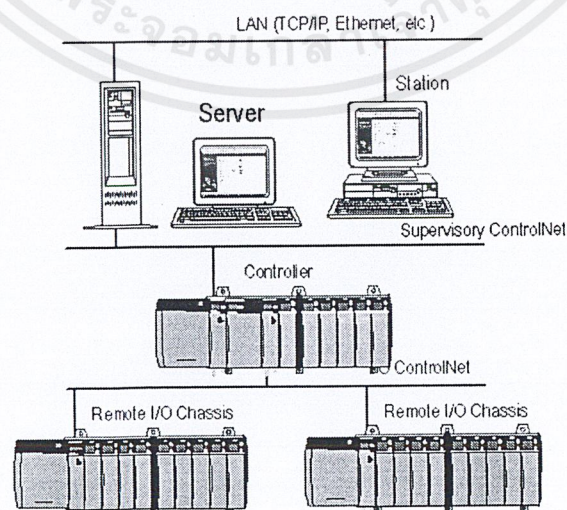 LAN (TCP/IP, Ethernet, etc )
Station
Server
Supervisory ControlNet
Controller
ControlNet
Remote I/O Chassis
Remote I/O Chassis